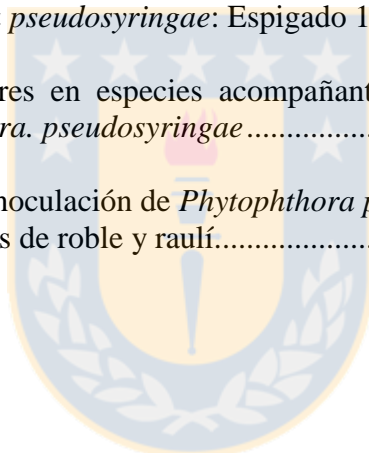 pseudosyringae: Espigado 1
res en especies acompañant
ra. pseudosyringae....................
noculación de Phytophthora p
s de roble y raulí.....................